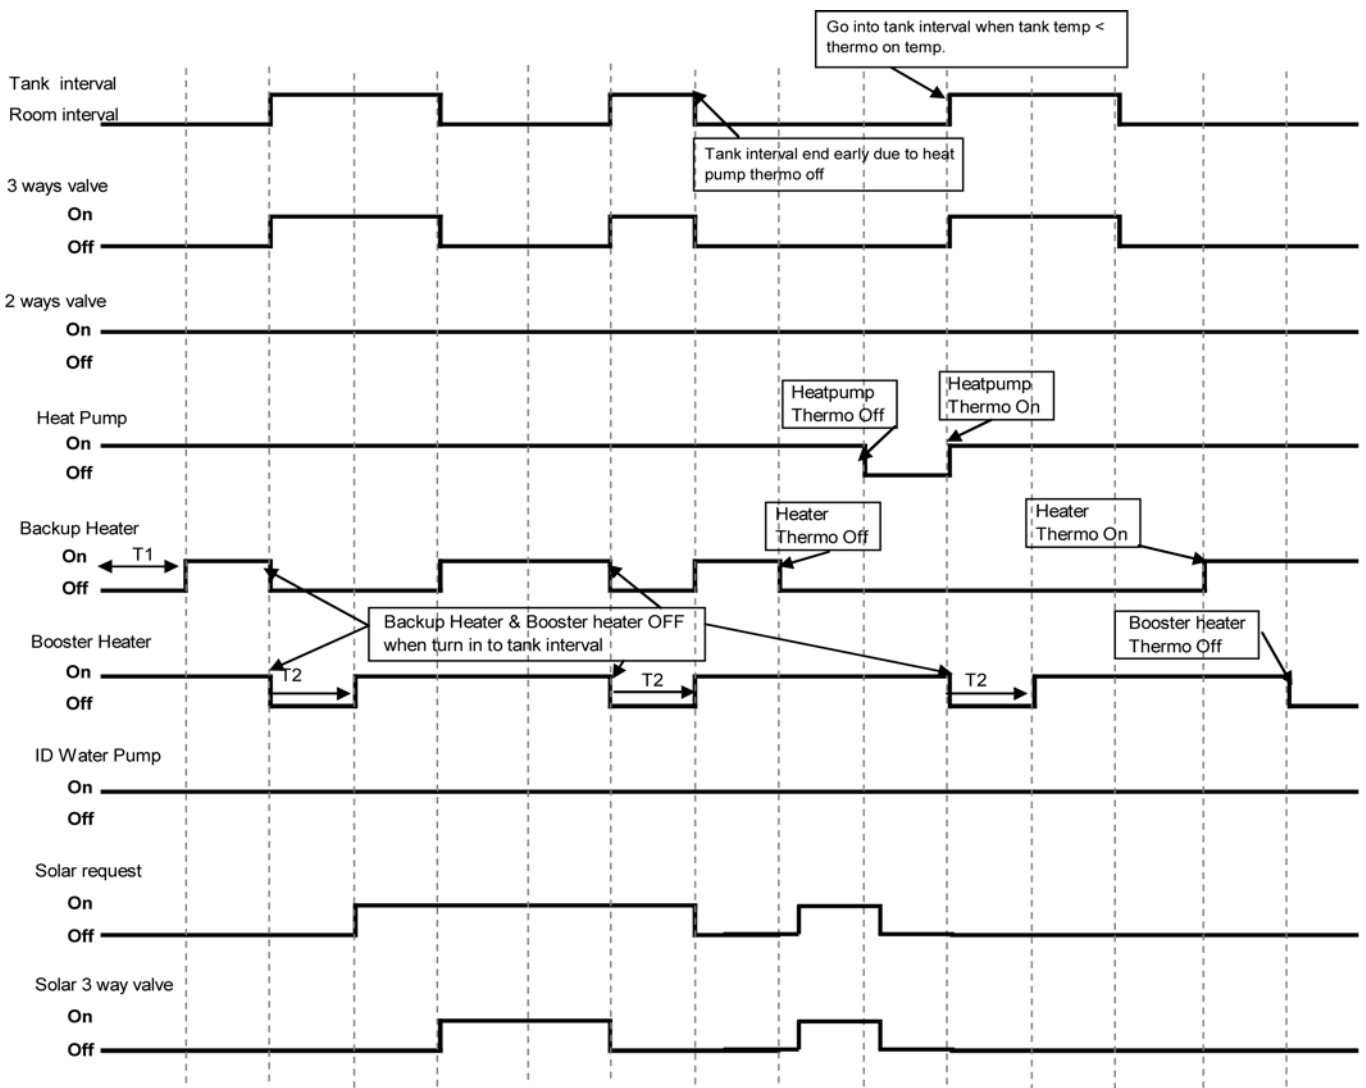 Go into tank interval when tank temp <
thermo on temp.
Tank interval
Room interval
Tank interval end early due to heat
pump thermo off
3 ways valve
On
Off
2 ways valve
On
Off
Heatpump
Thermo Off
Heatpump
Thermo On
Heat Pump
On
Off
Heater
Thermo Off
Heater
Thermo On
Backup Heater
On
T1
Off
Backup Heater & Booster heater OFF
when turn in to tank interval
Booster heater
Thermo Off
Booster Heater
On
T2
T2
T2
Off
ID Water Pump
On
Off
Solar request
On
Off
Solar 3 way valve
On
Off